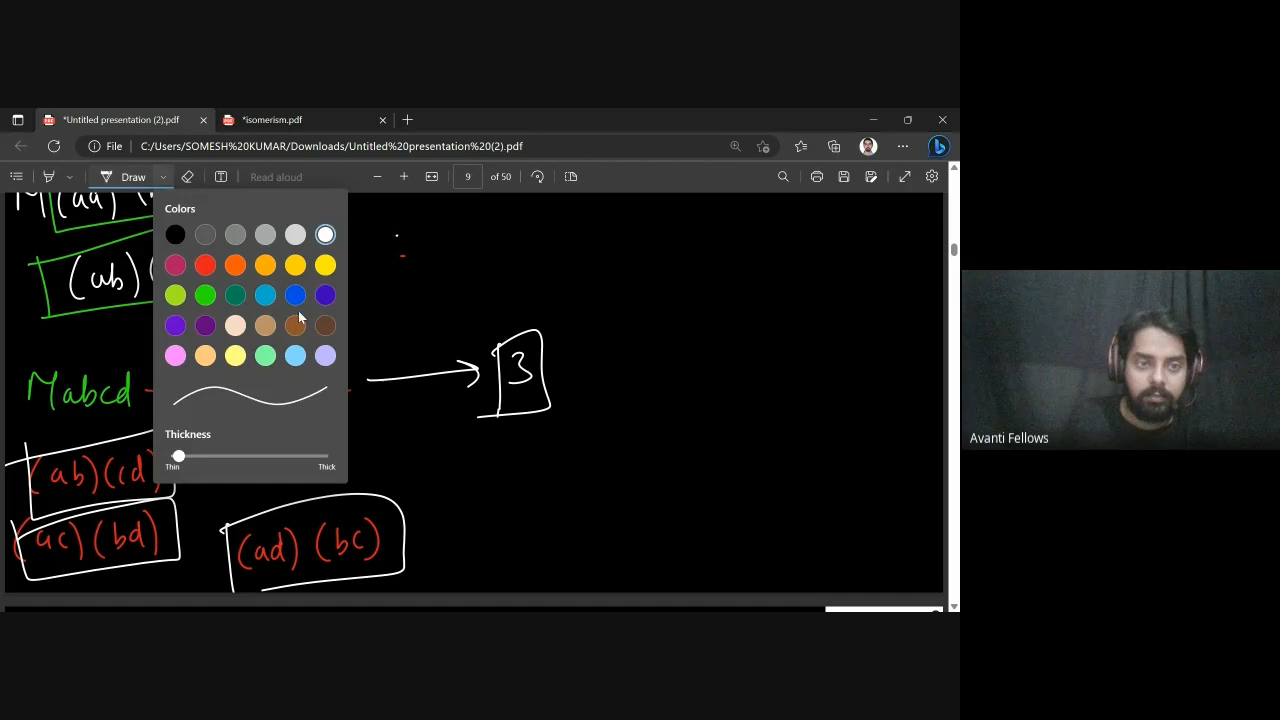 *Untitled presentation (2).pdf
*isomerism.pdf
File
C:/Users/SOMESH%20KUMAR/Downloads/Untitled%20presentation%20(2).pdf
Draw
Read aloud
9 of 50
Colors
M(aa)
(ab)
3
Mabcd
Thickness
Thin Thick
(ab)(cd)
(ac)(bd) (ad) (bc)
Avanti Fellows